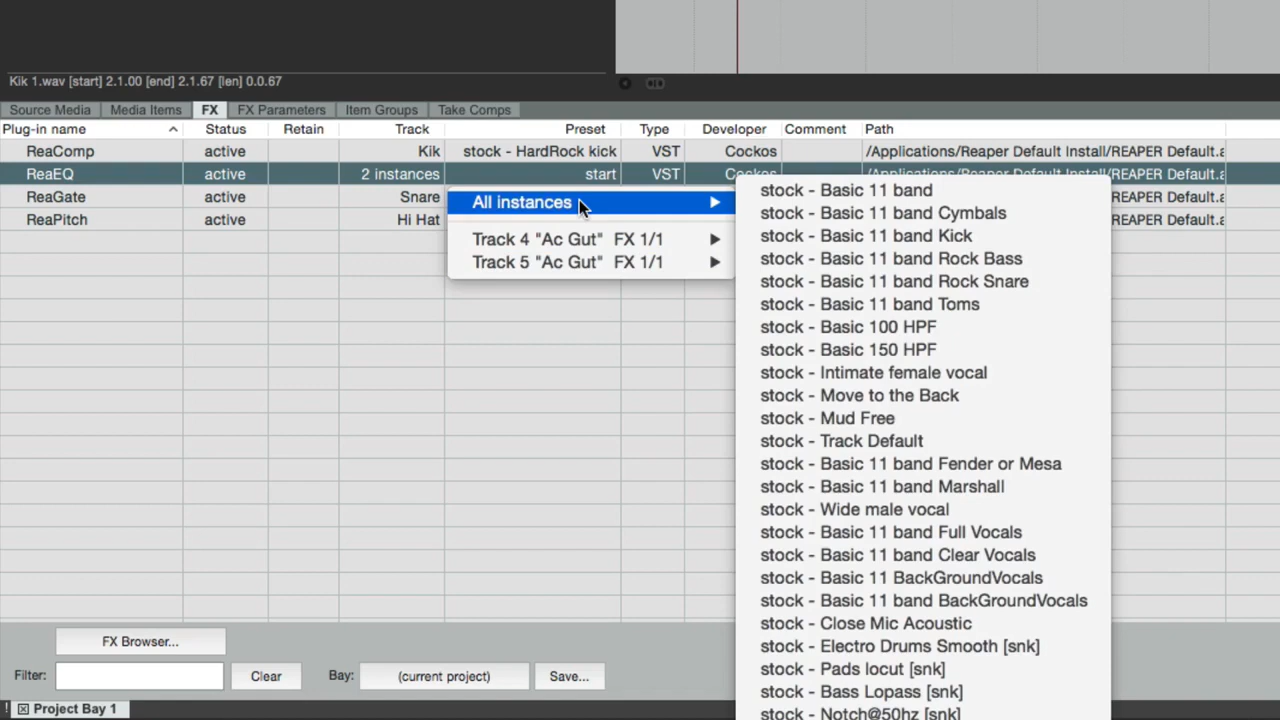 Kik 1.wav [start] 2.1.00 [end] 2.1.67 [len] 0.0.67
Source Media Media Items FX FX Parameters Item Groups Take Comps
Plug-in name Status Retain Track Preset Type Developer Comment Path
ReaComp active Kik stock - HardRock kick VST Cockos /Applications/Reaper Default Install/REAPER Default.a
ReaEQ active 2 instances start VST Cockos /Applications/Reaper Default Install/REAPER Default.a
ReaGate active Snare Install/REAPER Default.a
ReaPitch active Hi Hat Install/REAPER Default.a
All instances
Track 4 "Ac Gut" FX 1/1
Track 5 "Ac Gut" FX 1/1
stock - Basic 11 band
stock - Basic 11 band Cymbals
stock - Basic 11 band Kick
stock - Basic 11 band Rock Bass
stock - Basic 11 band Rock Snare
stock - Basic 11 band Toms
stock - Basic 100 HPF
stock - Basic 150 HPF
stock - Intimate female vocal
stock - Move to the Back
stock - Mud Free
stock - Track Default
stock - Basic 11 band Fender or Mesa
stock - Basic 11 band Marshall
stock - Wide male vocal
stock - Basic 11 band Full Vocals
stock - Basic 11 band Clear Vocals
stock - Basic 11 BackGroundVocals
stock - Basic 11 band BackGroundVocals
stock - Close Mic Acoustic
stock - Electro Drums Smooth [snk]
stock - Pads locut [snk]
stock - Bass Lopass [snk]
stock - Notch@50hz [snk]
FX Browser...
Filter: Clear Bay: (current project) Save...
! Project Bay 1